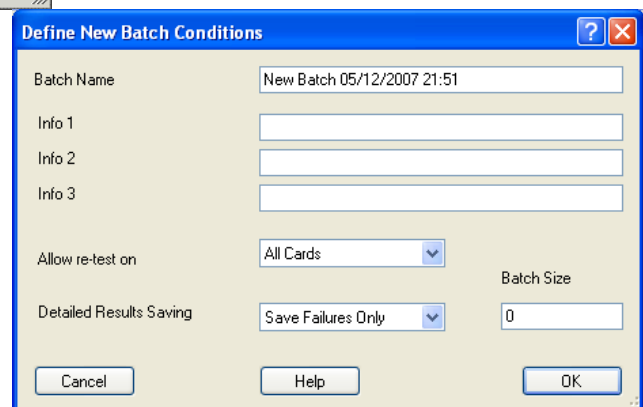 Define New Batch Conditions
Batch Name New Batch 05/12/2007 21:51
Info 1
Info 2
Info 3
Allow re-test on All Cards
Batch Size
Detailed Results Saving Save Failures Only 0
Cancel Help OK